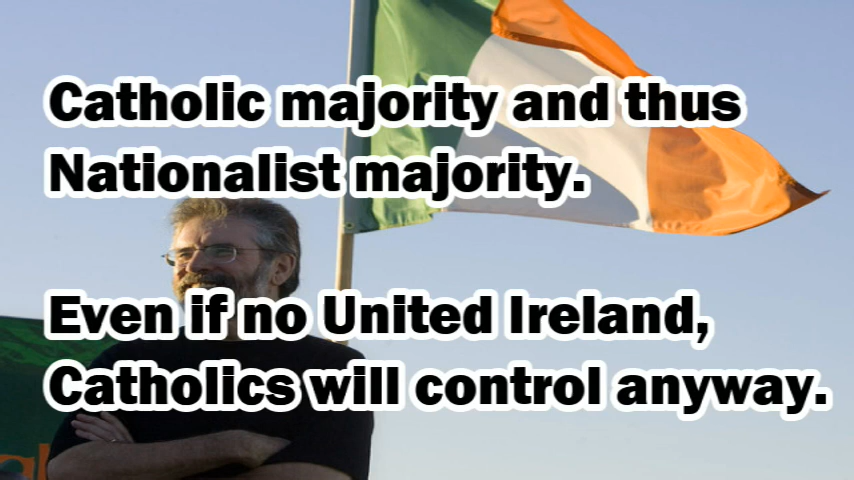 Catholic majority and thus
Nationalist majority.
Even if no United Ireland,
Catholics will control anyway.